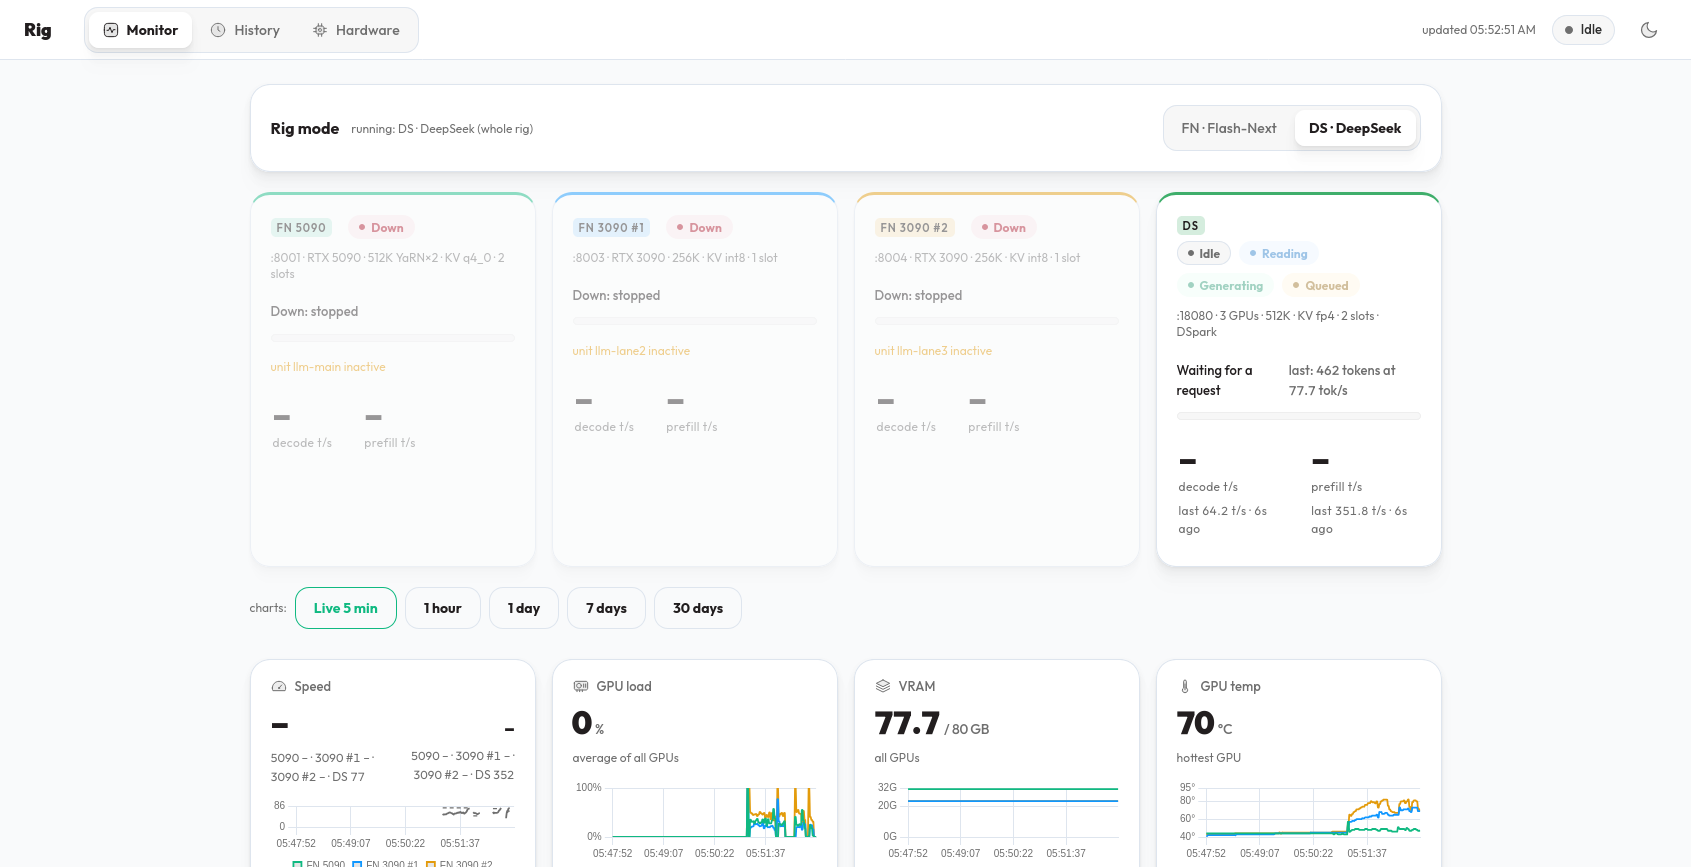 Rig
Monitor
History
Hardware
updated 05:52:51 AM
Idle
Rig mode
running: DS · DeepSeek (whole rig)
FN · Flash-Next
DS · DeepSeek
FN 5090
Down
:8001 · RTX 5090 · 512K YaRN×2 · KV q4_0 · 2
slots
Down: stopped
unit llm-main inactive
—
—
decode t/s
prefill t/s
FN 3090 #1
Down
:8003 · RTX 3090 · 256K · KV int8 · 1 slot
Down: stopped
unit llm-lane2 inactive
—
—
decode t/s
prefill t/s
FN 3090 #2
Down
:8004 · RTX 3090 · 256K · KV int8 · 1 slot
Down: stopped
unit llm-lane3 inactive
—
—
decode t/s
prefill t/s
DS
Idle
Reading
Generating
Queued
:18080 · 3 GPUs · 512K · KV fp4 · 2 slots ·
DSpark
Waiting for a
request
last: 462 tokens at
77.7 tok/s
—
—
decode t/s
prefill t/s
last 64.2 t/s · 6s
ago
last 351.8 t/s · 6s
ago
charts:
Live 5 min
1 hour
1 day
7 days
30 days
Speed
–
–
5090 – · 3090 #1 – ·
3090 #2 – · DS 77
5090 – · 3090 #1 – ·
3090 #2 – · DS 352
86
0
05:47:52 05:49:07 05:50:22 05:51:37
FN 5090 FN 3090 #1 FN 3090 #2
GPU load
0 %
average of all GPUs
100%
0%
05:47:52 05:49:07 05:50:22 05:51:37
VRAM
77.7 / 80 GB
all GPUs
32G
20G
0G
05:47:52 05:49:07 05:50:22 05:51:37
GPU temp
70 °C
hottest GPU
95°
80°
60°
40°
05:47:52 05:49:07 05:50:22 05:51:37